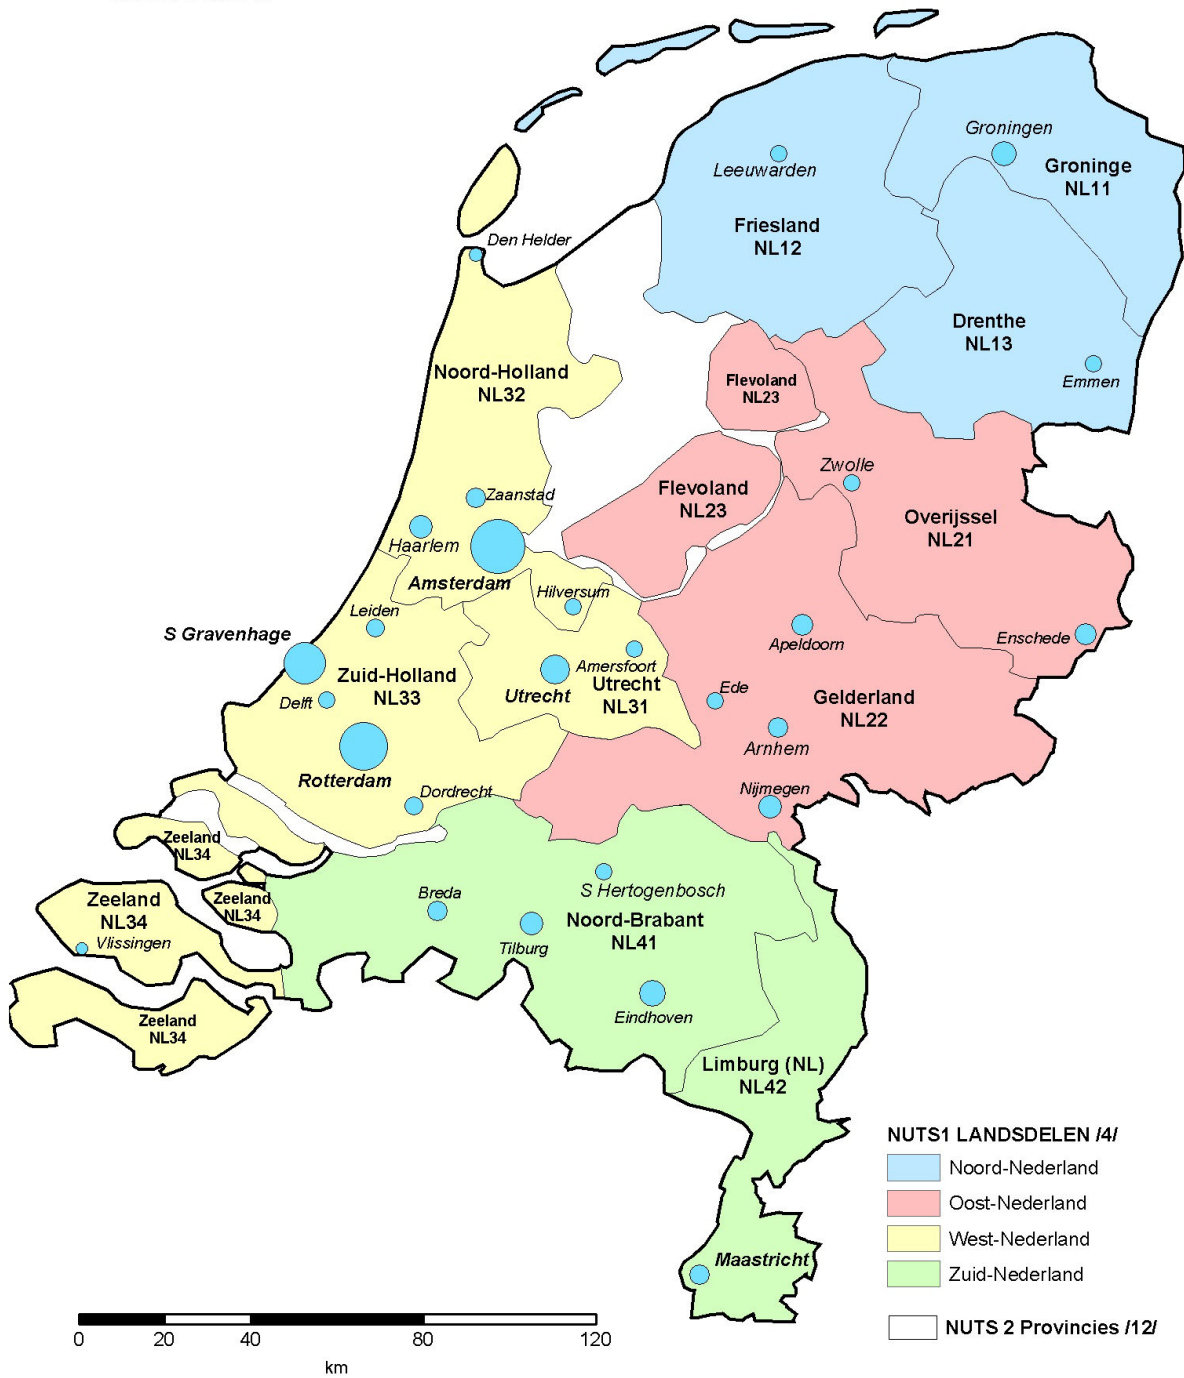 Groningen
Groninge
NL11
Leeuwarden
Friesland
NL12
Den Helder
Drenthe
NL13
Emmen
Noord-Holland
NL32
Flevoland
NL23
Zwolle
Flevoland
NL23
Overijssel
NL21
Zaanstad
Haarlem
Amsterdam
Hilversum
Leiden
S Gravenhage
Apeldoorn
Enschede
Zuid-Holland
NL33
Amersfoort
Utrecht
Utrecht
NL31
Delft
Ede
Gelderland
NL22
Arnhem
Rotterdam
Dordrecht
Nijmegen
Zeeland
NL34
Zeeland
NL34
Zeeland
NL34
Vlissingen
Breda
S Hertogenbosch
Noord-Brabant
NL41
Tilburg
Eindhoven
Zeeland
NL34
Limburg (NL)
NL42
Maastricht
NUTS1 LANDSDELEN /4/
Noord-Nederland
Oost-Nederland
West-Nederland
Zuid-Nederland
NUTS 2 Provincies /12/
0 20 40 80 120
km